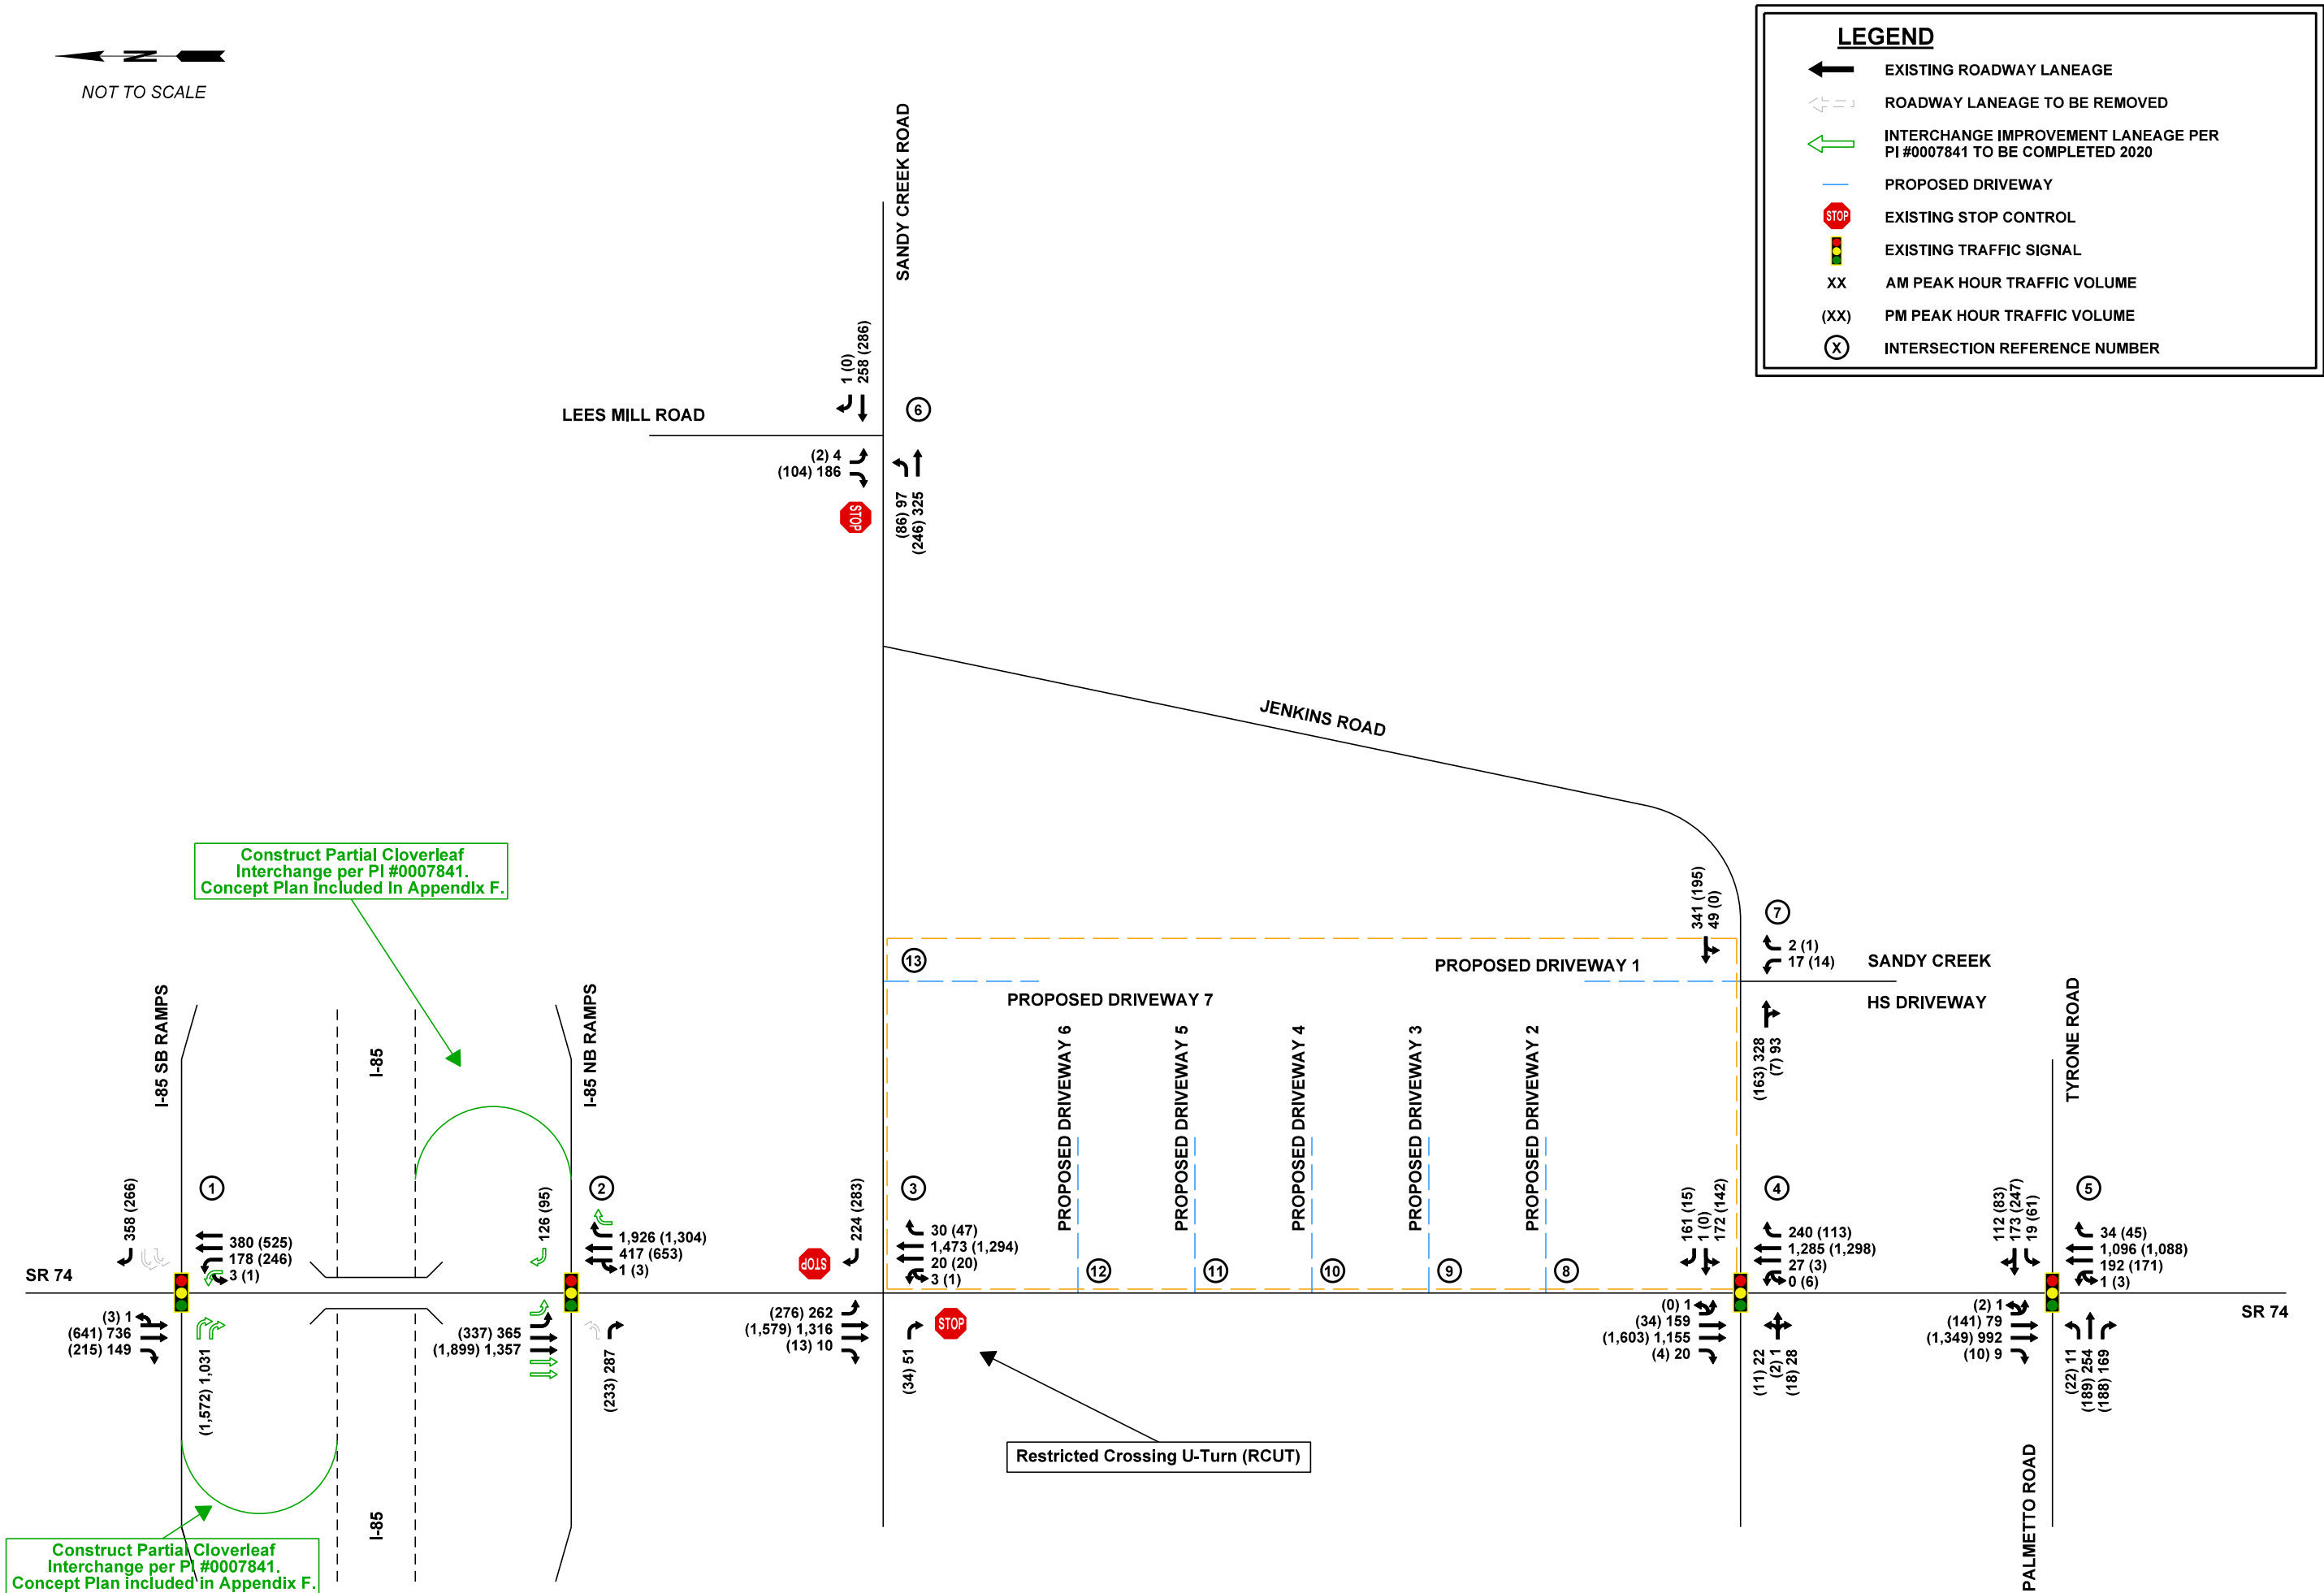 N
NOT TO SCALE
LEGEND
EXISTING ROADWAY LANEAGE
ROADWAY LANEAGE TO BE REMOVED
INTERCHANGE IMPROVEMENT LANEAGE PER
PI #0007841 TO BE COMPLETED 2020
PROPOSED DRIVEWAY
STOP
EXISTING STOP CONTROL
EXISTING TRAFFIC SIGNAL
XX
AM PEAK HOUR TRAFFIC VOLUME
(XX)
PM PEAK HOUR TRAFFIC VOLUME
X
INTERSECTION REFERENCE NUMBER
SANDY CREEK ROAD
1 (0)
258 (286)
6
LEES MILL ROAD
(2) 4
(104) 186
STOP
(86) 97
(246) 325
JENKINS ROAD
Construct Partial Cloverleaf
Interchange per PI #0007841.
Concept Plan Included In Appendix F.
341 (195)
49 (0)
7
2 (1)
17 (14)
SANDY CREEK
HS DRIVEWAY
13
PROPOSED DRIVEWAY 1
PROPOSED DRIVEWAY 7
(163) 328
(7) 93
TYRONE ROAD
I-85 SB RAMPS
I-85
I-85 NB RAMPS
PROPOSED DRIVEWAY 6
PROPOSED DRIVEWAY 5
PROPOSED DRIVEWAY 4
PROPOSED DRIVEWAY 3
PROPOSED DRIVEWAY 2
358 (266)
1
380 (525)
178 (246)
3 (1)
126 (95)
2
1,926 (1,304)
417 (653)
1 (3)
STOP
224 (283)
3
30 (47)
1,473 (1,294)
20 (20)
3 (1)
12
11
10
9
8
161 (15)
1 (0)
172 (142)
4
240 (113)
1,285 (1,298)
27 (3)
0 (6)
112 (83)
173 (247)
19 (61)
5
34 (45)
1,096 (1,088)
192 (171)
1 (3)
SR 74
SR 74
(3) 1
(641) 736
(215) 149
(1,572) 1,031
(337) 365
(1,899) 1,357
(233) 287
(276) 262
(1,579) 1,316
(13) 10
(34) 51
STOP
(0) 1
(34) 159
(1,603) 1,155
(4) 20
(11) 22
(2) 1
(18) 28
(2) 1
(141) 79
(1,349) 992
(10) 9
(22) 11
(189) 254
(188) 169
Restricted Crossing U-Turn (RCUT)
PALMETTO ROAD
I-85
Construct Partial Cloverleaf
Interchange per PI #0007841.
Concept Plan included in Appendix F.